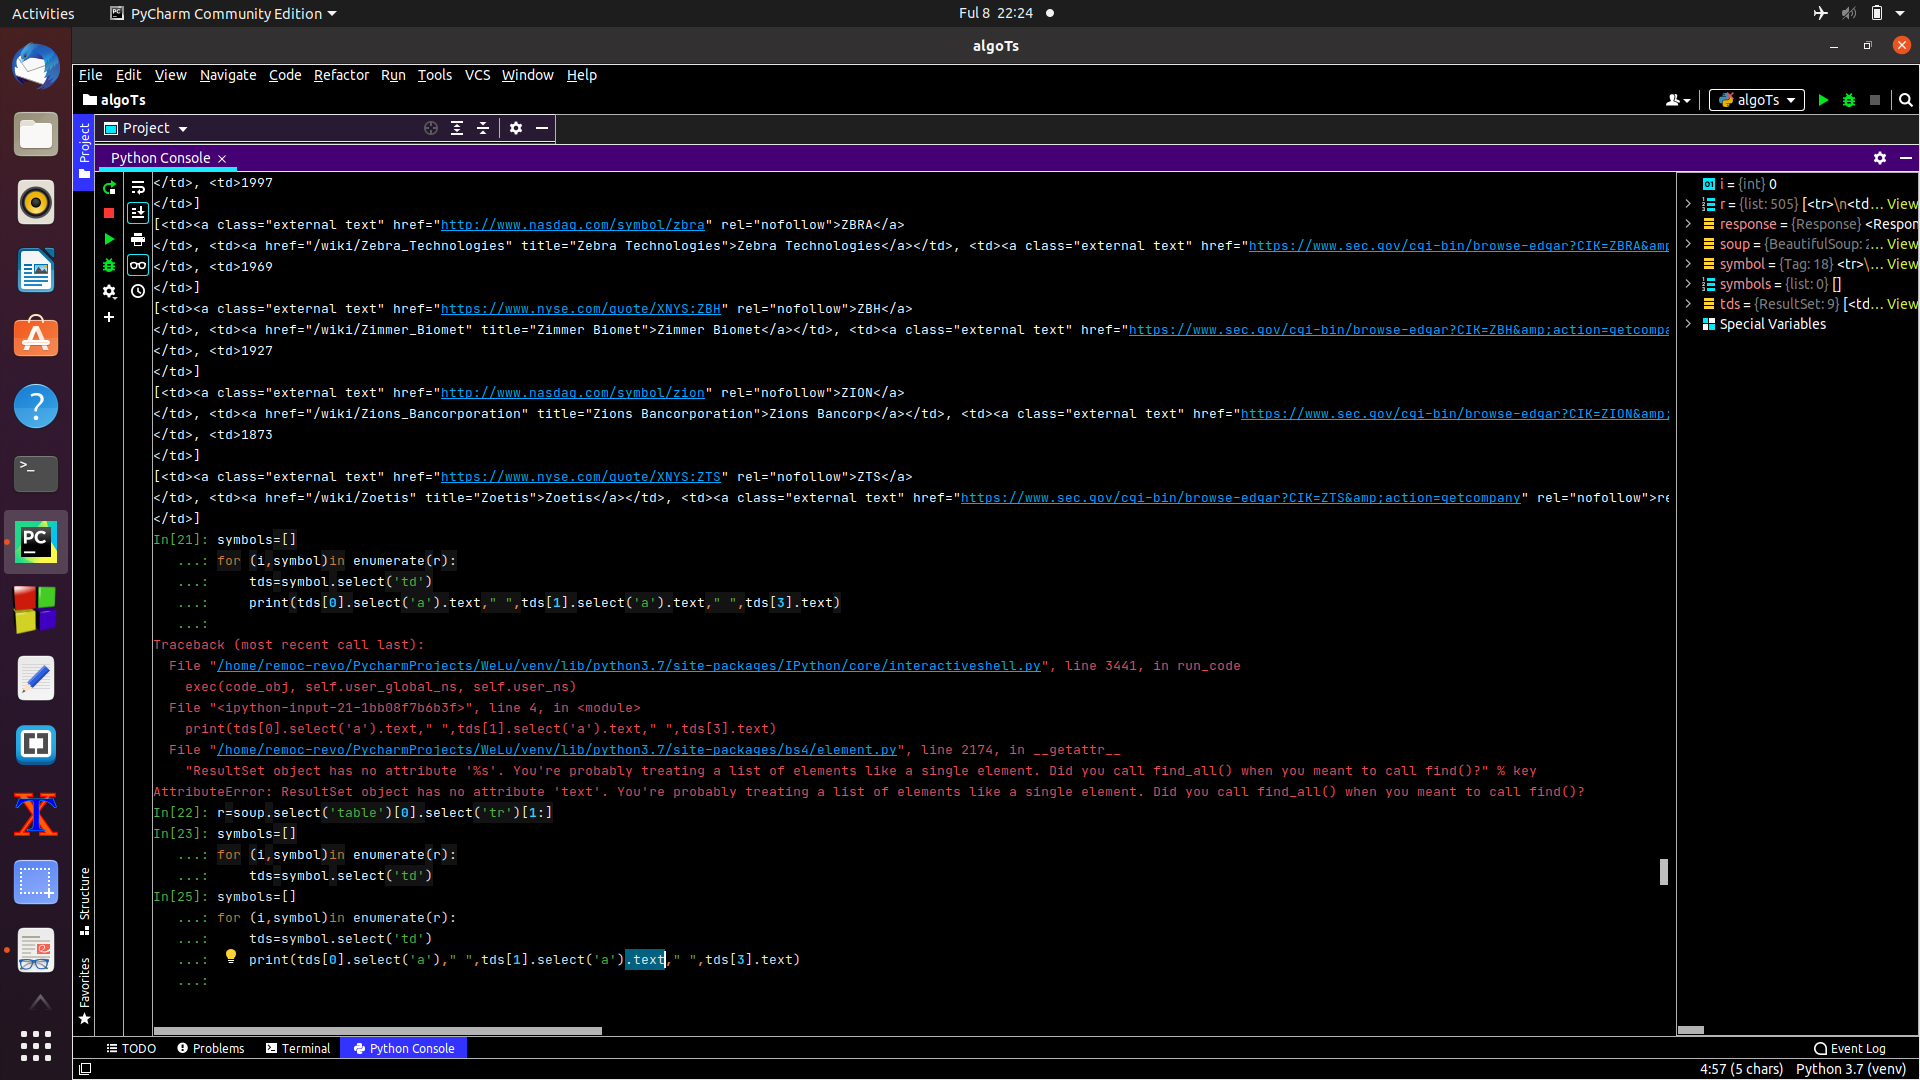 Activities
PyCharm Community Edition
Ful 8 22:24
algoTs
File Edit View Navigate Code Refactor Run Tools VCS Window Help
algoTs
algoTs
Project
Project
Python Console
</td>, <td>1997
</td>]
[<td><a class="external text" href="http://www.nasdaq.com/symbol/zbra" rel="nofollow">ZBRA</a>
</td>, <td><a href="/wiki/Zebra_Technologies" title="Zebra Technologies">Zebra Technologies</a></td>, <td><a class="external text" href="https://www.sec.gov/cgi-bin/browse-edgar?CIK=ZBRA&amp
</td>, <td>1969
</td>]
[<td><a class="external text" href="https://www.nyse.com/quote/XNYS:ZBH" rel="nofollow">ZBH</a>
</td>, <td><a href="/wiki/Zimmer_Biomet" title="Zimmer Biomet">Zimmer Biomet</a></td>, <td><a class="external text" href="https://www.sec.gov/cgi-bin/browse-edgar?CIK=ZBH&amp;action=getcompa
</td>, <td>1927
</td>]
[<td><a class="external text" href="http://www.nasdaq.com/symbol/zion" rel="nofollow">ZION</a>
</td>, <td><a href="/wiki/Zions_Bancorporation" title="Zions Bancorporation">Zions Bancorp</a></td>, <td><a class="external text" href="https://www.sec.gov/cgi-bin/browse-edgar?CIK=ZION&amp;
</td>, <td>1873
</td>]
[<td><a class="external text" href="https://www.nyse.com/quote/XNYS:ZTS" rel="nofollow">ZTS</a>
</td>, <td><a href="/wiki/Zoetis" title="Zoetis">Zoetis</a></td>, <td><a class="external text" href="https://www.sec.gov/cgi-bin/browse-edgar?CIK=ZTS&amp;action=getcompany" rel="nofollow">re
</td>]
In[21]: symbols=[]
...: for (i,symbol)in enumerate(r):
...:     tds=symbol.select('td')
...:     print(tds[0].select('a').text," ",tds[1].select('a').text," ",tds[3].text)
...:
Traceback (most recent call last):
  File "/home/remoc-revo/PycharmProjects/WeLu/venv/lib/python3.7/site-packages/IPython/core/interactiveshell.py", line 3441, in run_code
    exec(code_obj, self.user_global_ns, self.user_ns)
  File "<ipython-input-21-1bb08f7b6b3f>", line 4, in <module>
    print(tds[0].select('a').text," ",tds[1].select('a').text," ",tds[3].text)
  File "/home/remoc-revo/PycharmProjects/WeLu/venv/lib/python3.7/site-packages/bs4/element.py", line 2174, in __getattr__
    "ResultSet object has no attribute '%s'. You're probably treating a list of elements like a single element. Did you call find_all() when you meant to call find()?" % key
AttributeError: ResultSet object has no attribute 'text'. You're probably treating a list of elements like a single element. Did you call find_all() when you meant to call find()?
In[22]: r=soup.select('table')[0].select('tr')[1:]
In[23]: symbols=[]
...: for (i,symbol)in enumerate(r):
...:     tds=symbol.select('td')
In[25]: symbols=[]
...: for (i,symbol)in enumerate(r):
...:     tds=symbol.select('td')
...:     print(tds[0].select('a')," ",tds[1].select('a').text," ",tds[3].text)
...:
i = {int} 0
r = {list: 505} [<tr>\n<td... View
response = {Response} <Respon
soup = {BeautifulSoup: 2... View
symbol = {Tag: 18} <tr>\... View
symbols = {list: 0} []
tds = {ResultSet: 9} [<td... View
Special Variables
Structure
Favorites
TODO
Problems
Terminal
Python Console
Event Log
4:57 (5 chars)
Python 3.7 (venv)